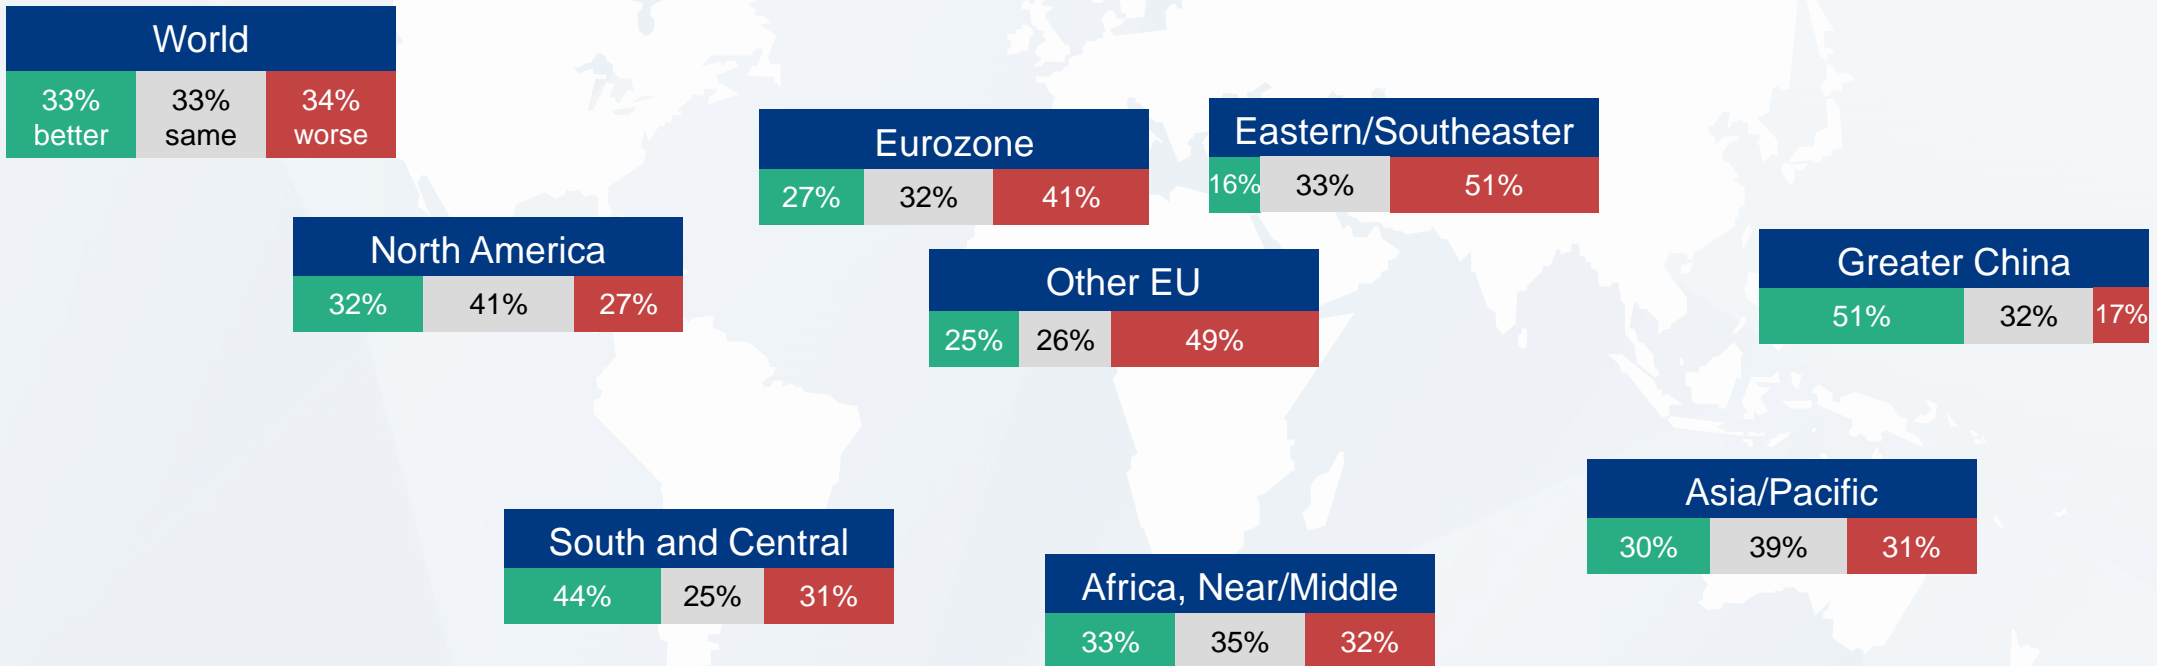 World
33% 33% 34%
better same worse
Eurozone
27% 32% 41%
Eastern/Southeaster
16% 33% 51%
North America
32% 41% 27%
Other EU
25% 26% 49%
Greater China
51% 32% 17%
South and Central
44% 25% 31%
Africa, Near/Middle
33% 35% 32%
Asia/Pacific
30% 39% 31%